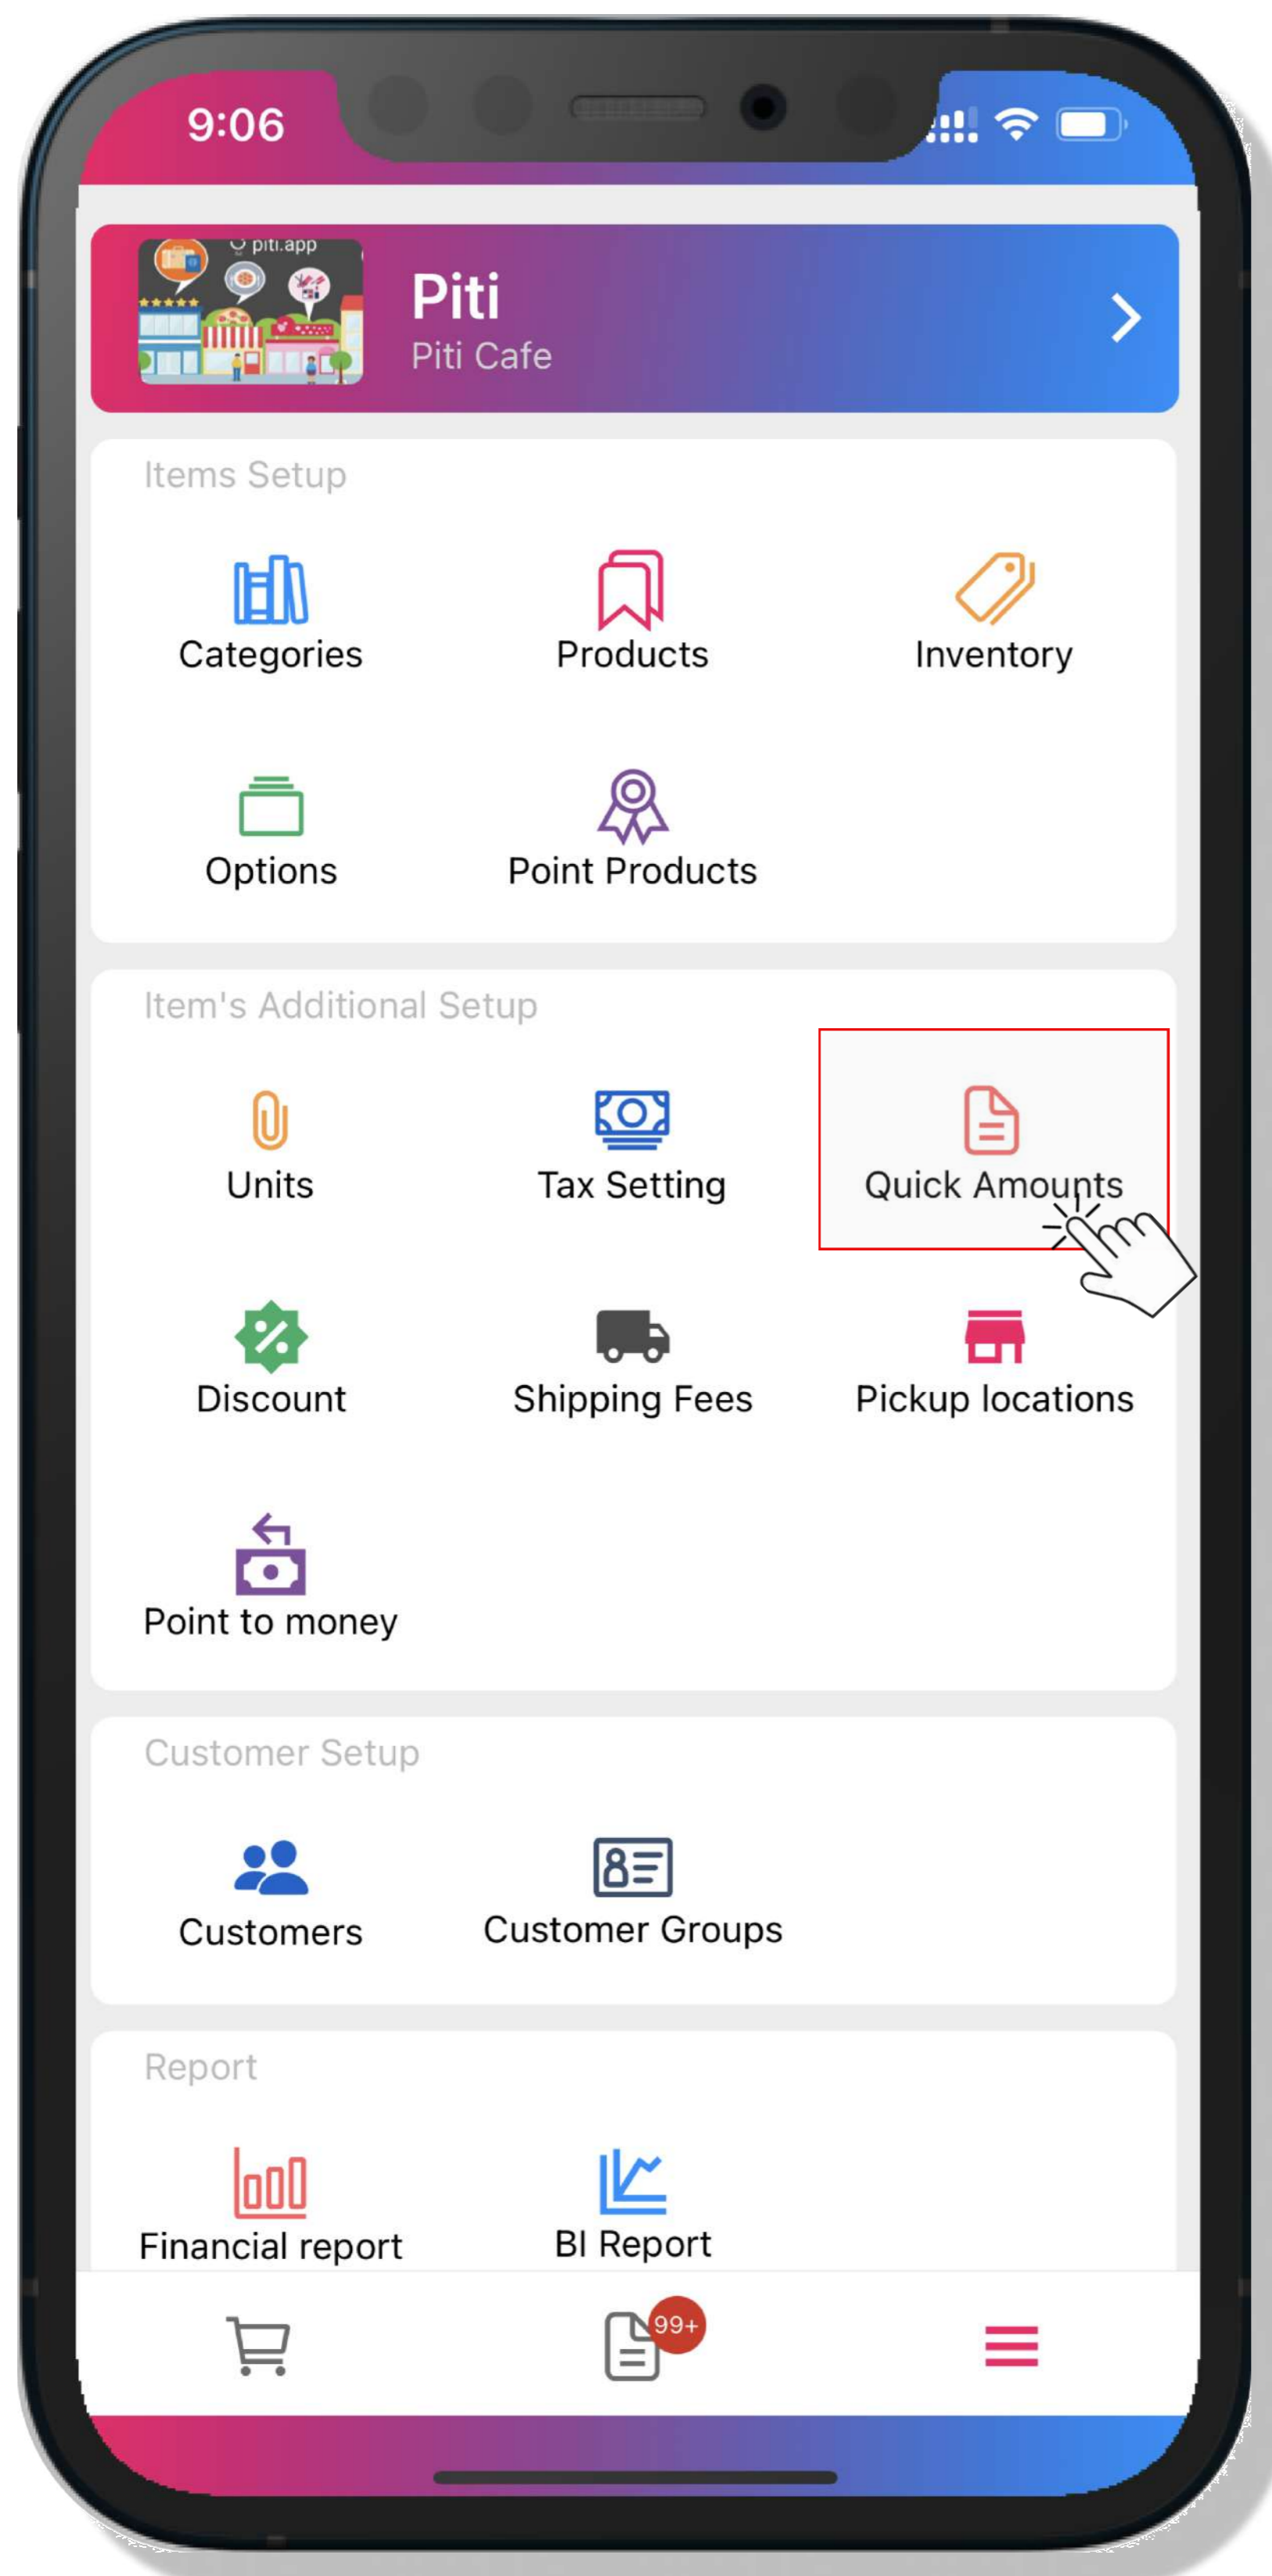 9:06
piti.app
Piti
Piti Cafe
Items Setup
Categories
Products
Inventory
Options
Point Products
Item's Additional Setup
Units
Tax Setting
Quick Amounts
Discount
Shipping Fees
Pickup locations
Point to money
Customer Setup
Customers
Customer Groups
Report
Financial report
BI Report
99+